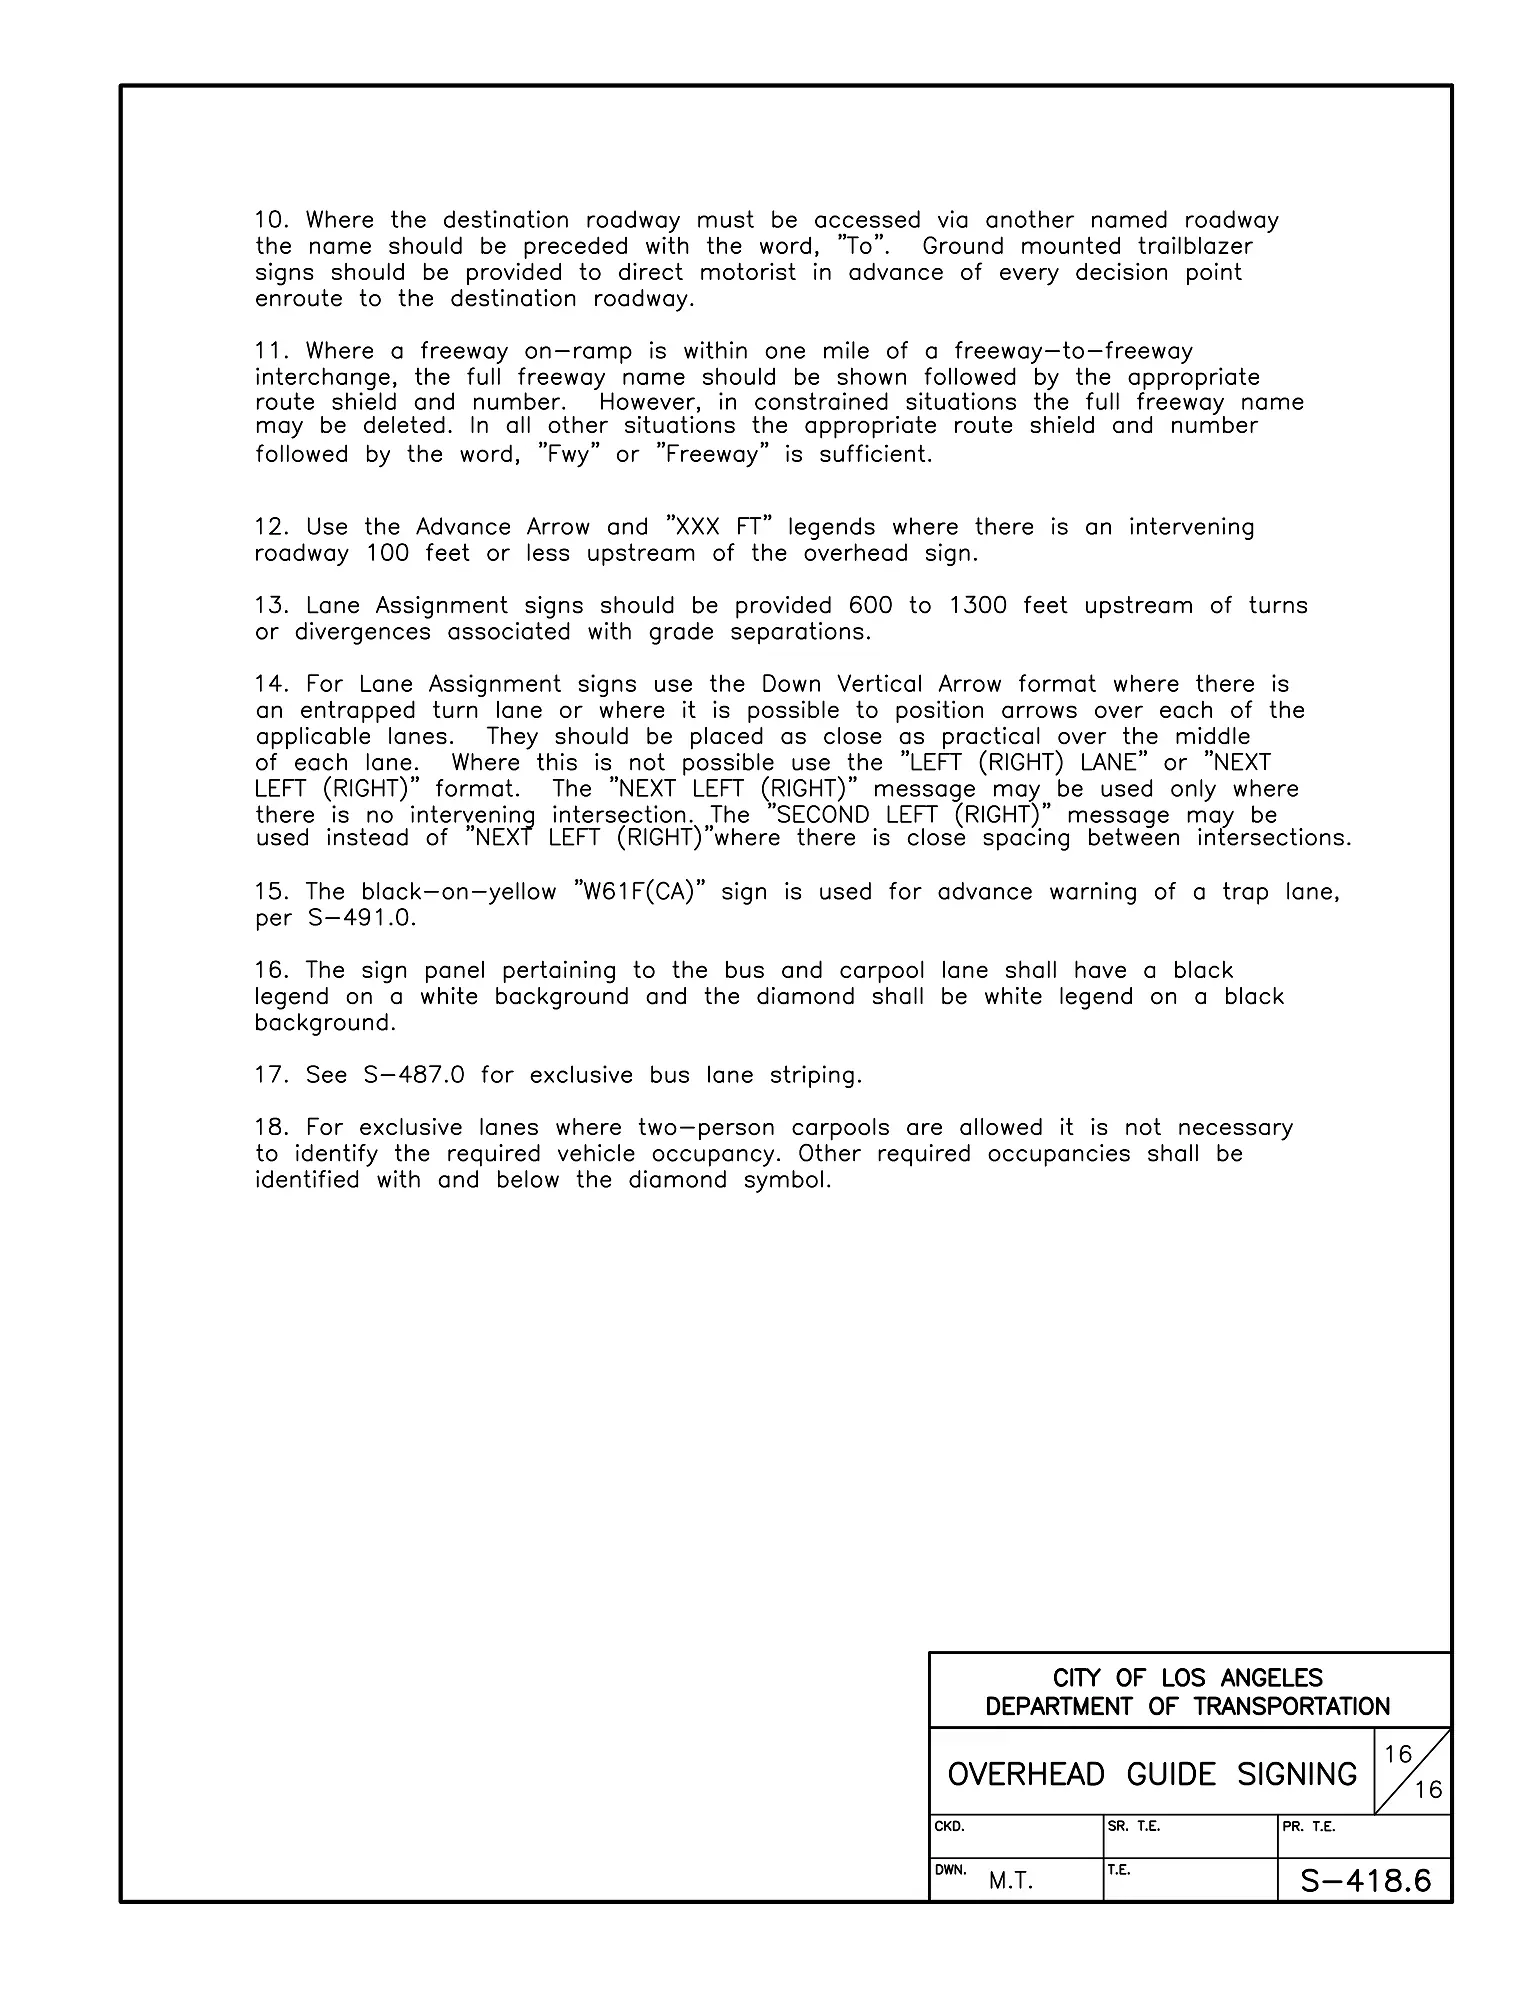 10. Where the destination roadway must be accessed via another named roadway
the name should be preceded with the word, "To".  Ground mounted trailblazer
signs should be provided to direct motorist in advance of every decision point
enroute to the destination roadway.
11. Where a freeway on-ramp is within one mile of a freeway-to-freeway
interchange, the full freeway name should be shown followed by the appropriate
route shield and number.  However, in constrained situations the full freeway name
may be deleted. In all other situations the appropriate route shield and number
followed by the word, "Fwy" or "Freeway" is sufficient.
12. Use the Advance Arrow and "XXX FT" legends where there is an intervening
roadway 100 feet or less upstream of the overhead sign.
13. Lane Assignment signs should be provided 600 to 1300 feet upstream of turns
or divergences associated with grade separations.
14. For Lane Assignment signs use the Down Vertical Arrow format where there is
an entrapped turn lane or where it is possible to position arrows over each of the
applicable lanes.  They should be placed as close as practical over the middle
of each lane.  Where this is not possible use the "LEFT (RIGHT) LANE" or "NEXT
LEFT (RIGHT)" format.  The "NEXT LEFT (RIGHT)" message may be used only where
there is no intervening intersection. The "SECOND LEFT (RIGHT)" message may be
used instead of "NEXT LEFT (RIGHT)"where there is close spacing between intersections.
15. The black-on-yellow "W61F(CA)" sign is used for advance warning of a trap lane,
per S-491.0.
16. The sign panel pertaining to the bus and carpool lane shall have a black
legend on a white background and the diamond shall be white legend on a black
background.
17. See S-487.0 for exclusive bus lane striping.
18. For exclusive lanes where two-person carpools are allowed it is not necessary
to identify the required vehicle occupancy. Other required occupancies shall be
identified with and below the diamond symbol.
CITY OF LOS ANGELES
DEPARTMENT OF TRANSPORTATION
OVERHEAD GUIDE SIGNING 16/16
CKD. SR. T.E. PR. T.E.
DWN. M.T. T.E. S-418.6